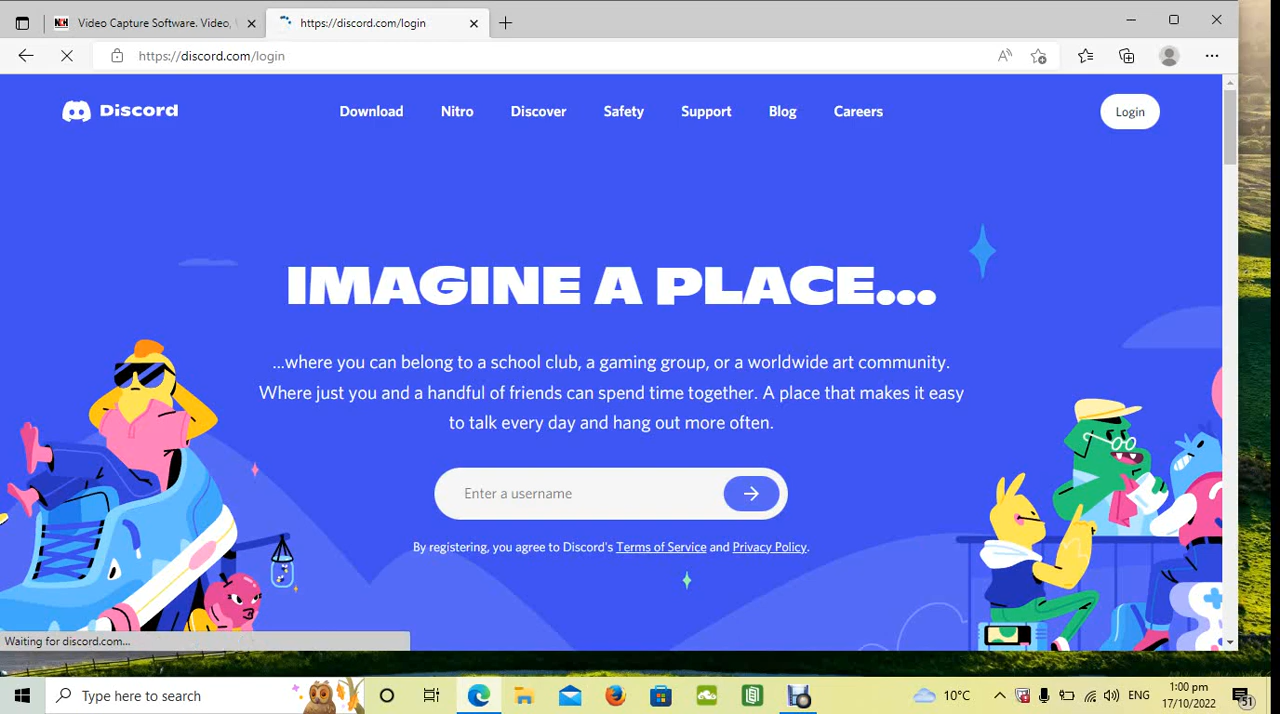 NCH Video Capture Software. Video,
https://discord.com/login
https://discord.com/login
Discord
Download Nitro Discover Safety Support Blog Careers
Login
IMAGINE A PLACE...
...where you can belong to a school club, a gaming group, or a worldwide art community.
Where just you and a handful of friends can spend time together. A place that makes it easy
to talk every day and hang out more often.
Enter a username
By registering, you agree to Discord's Terms of Service and Privacy Policy.
Waiting for discord.com...
Type here to search
10°C
ENG
1:00 pm
17/10/2022
51